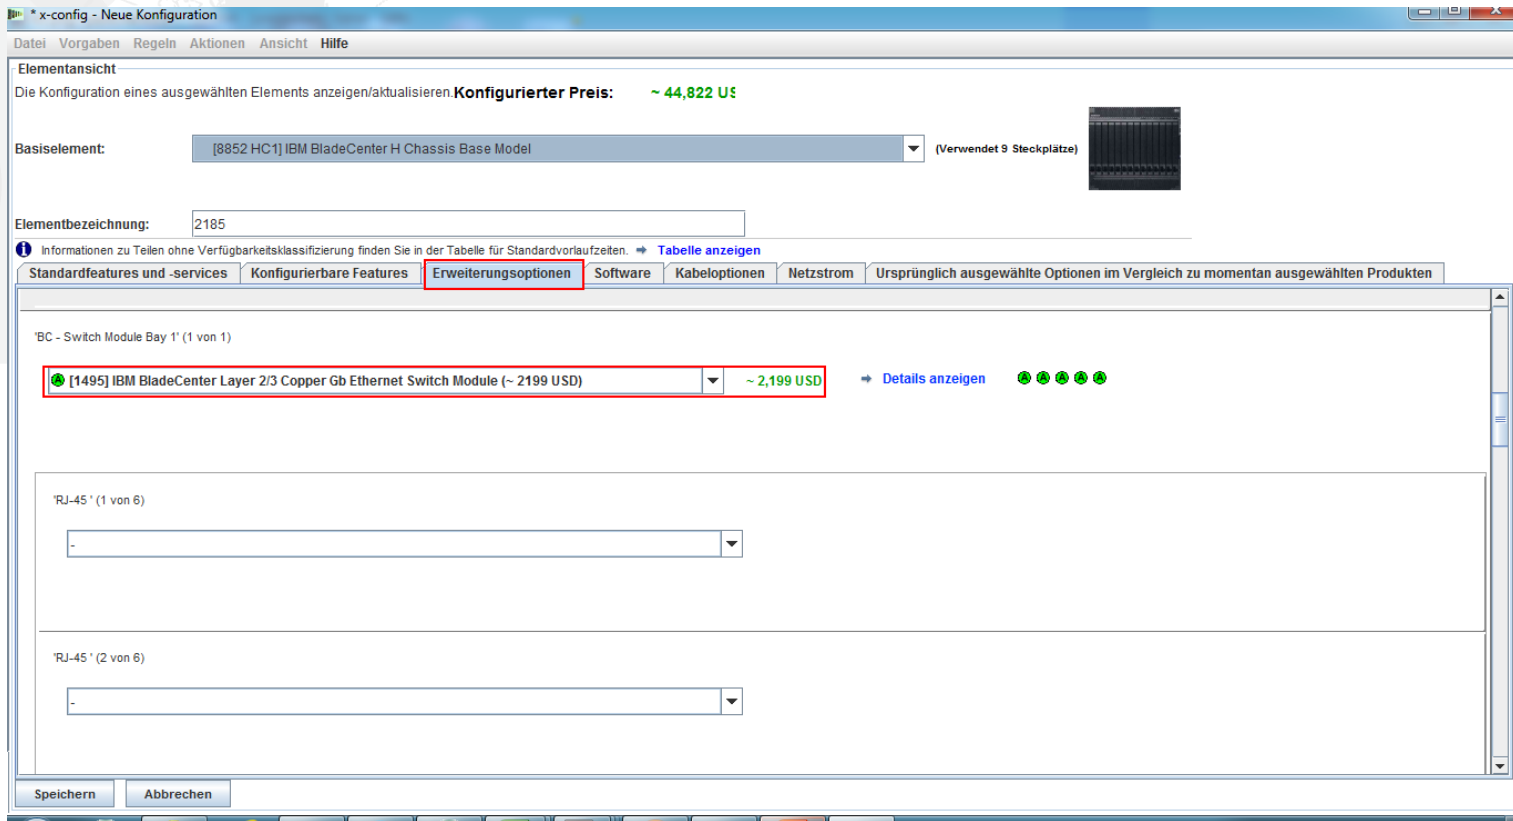 * x-config - Neue Konfiguration
Datei Vorgaben Regeln Aktionen Ansicht Hilfe
Elementansicht
Die Konfiguration eines ausgewählten Elements anzeigen/aktualisieren. Konfigurierter Preis: ~ 44,822 US
Basiselement: [8852 HC1] IBM BladeCenter H Chassis Base Model (Verwendet 9 Steckplätze)
Elementbezeichnung: 2185
Informationen zu Teilen ohne Verfügbarkeitsklassifizierung finden Sie in der Tabelle für Standardvorlaufzeiten. Tabelle anzeigen
Standardfeatures und -services Konfigurierbare Features Erweiterungsoptionen Software Kabeloptionen Netzstrom Ursprünglich ausgewählte Optionen im Vergleich zu momentan ausgewählten Produkten
'BC - Switch Module Bay 1' (1 von 1)
A [1495] IBM BladeCenter Layer 2/3 Copper Gb Ethernet Switch Module (~ 2199 USD) ~ 2,199 USD Details anzeigen A A A A A
'RJ-45 ' (1 von 6)
-
'RJ-45 ' (2 von 6)
-
Speichern Abbrechen